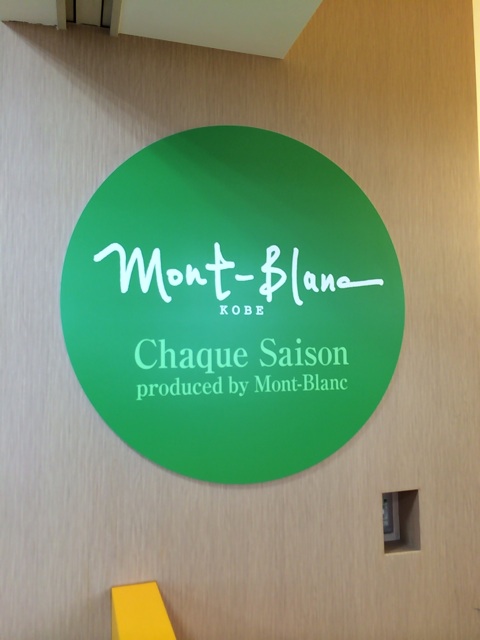 Mont-Blanc
KOBE
Chaque Saison
produced by Mont-Blanc